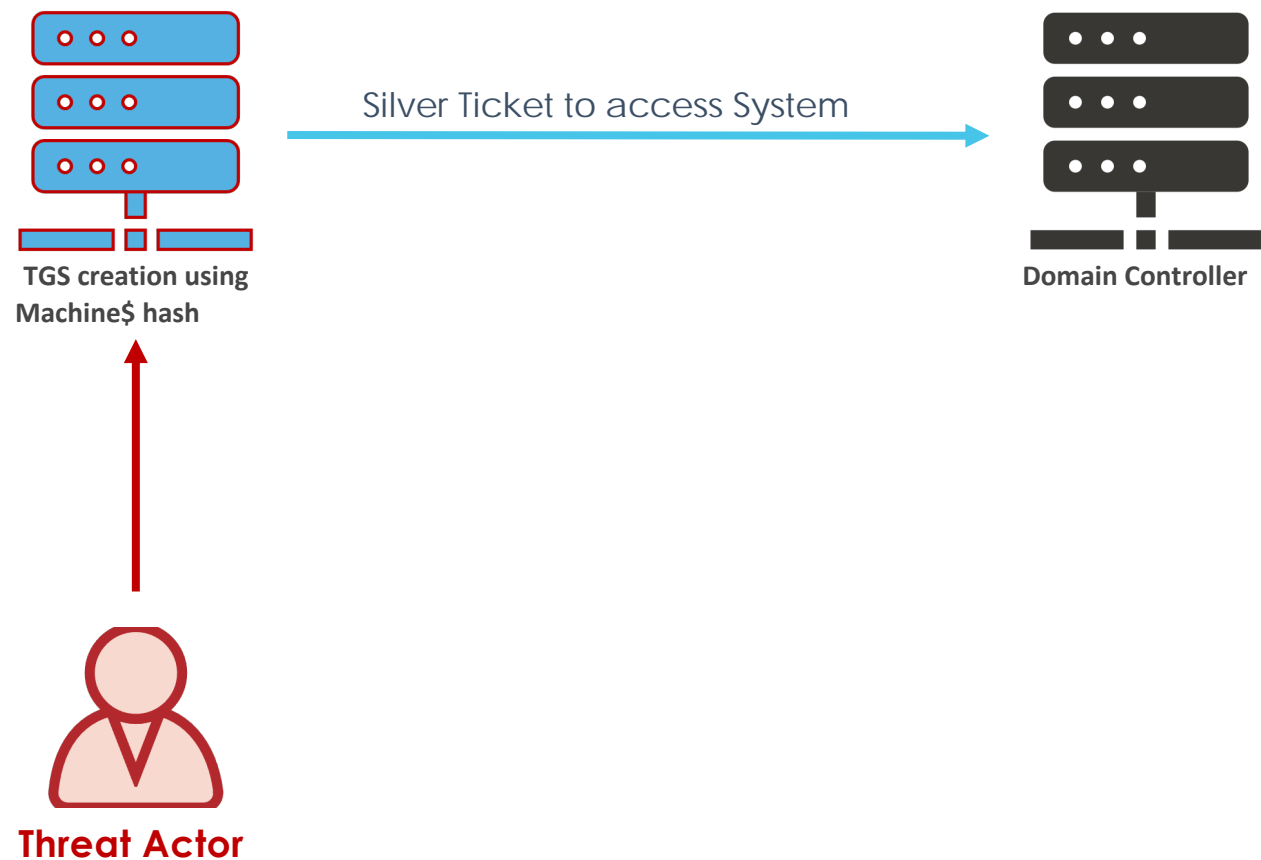 Silver Ticket to access System
TGS creation using
Machine$ hash
Domain Controller
Threat Actor